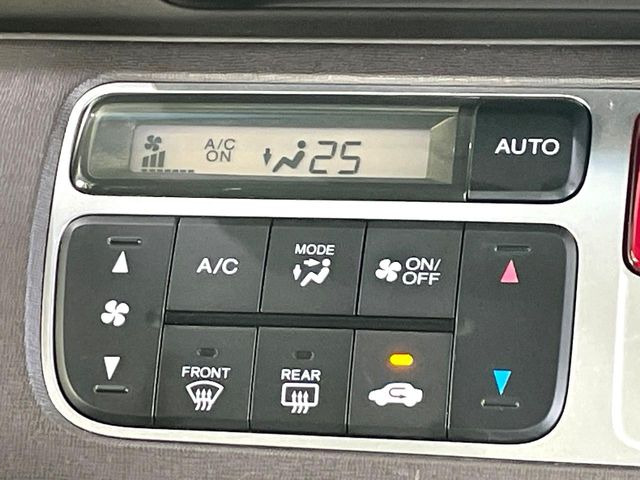 A/C
ON
25
AUTO
A/C
MODE
ON/
OFF
FRONT
REAR